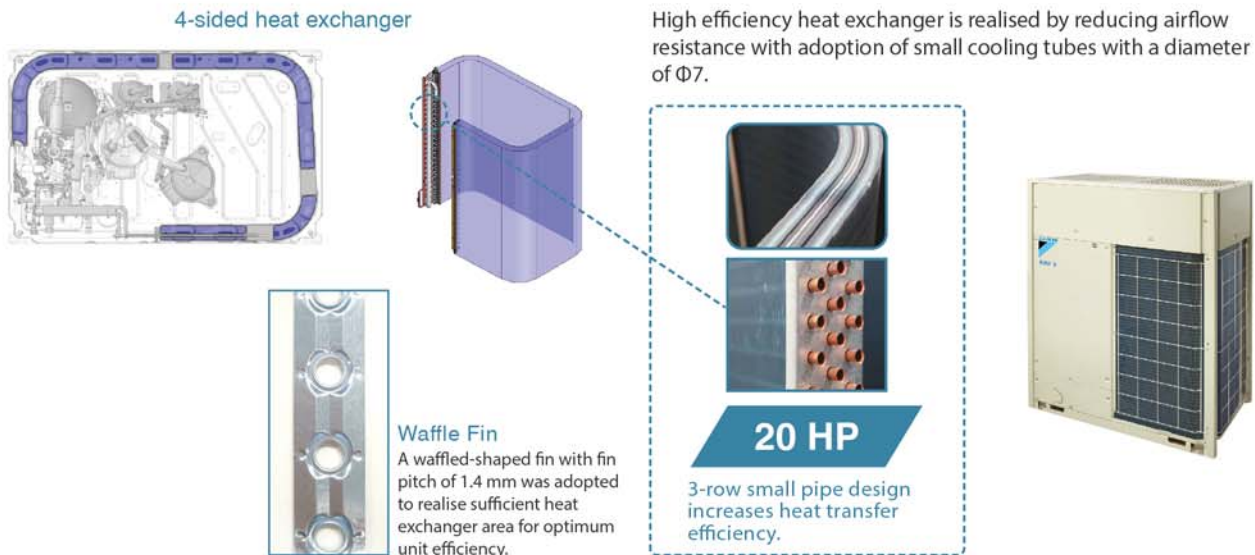 4-sided heat exchanger
High efficiency heat exchanger is realised by reducing airflow
resistance with adoption of small cooling tubes with a diameter
of Φ7.
Waffle Fin
A waffled-shaped fin with fin
pitch of 1.4 mm was adopted
to realise sufficient heat
exchanger area for optimum
unit efficiency.
20 HP
3-row small pipe design
increases heat transfer
efficiency.